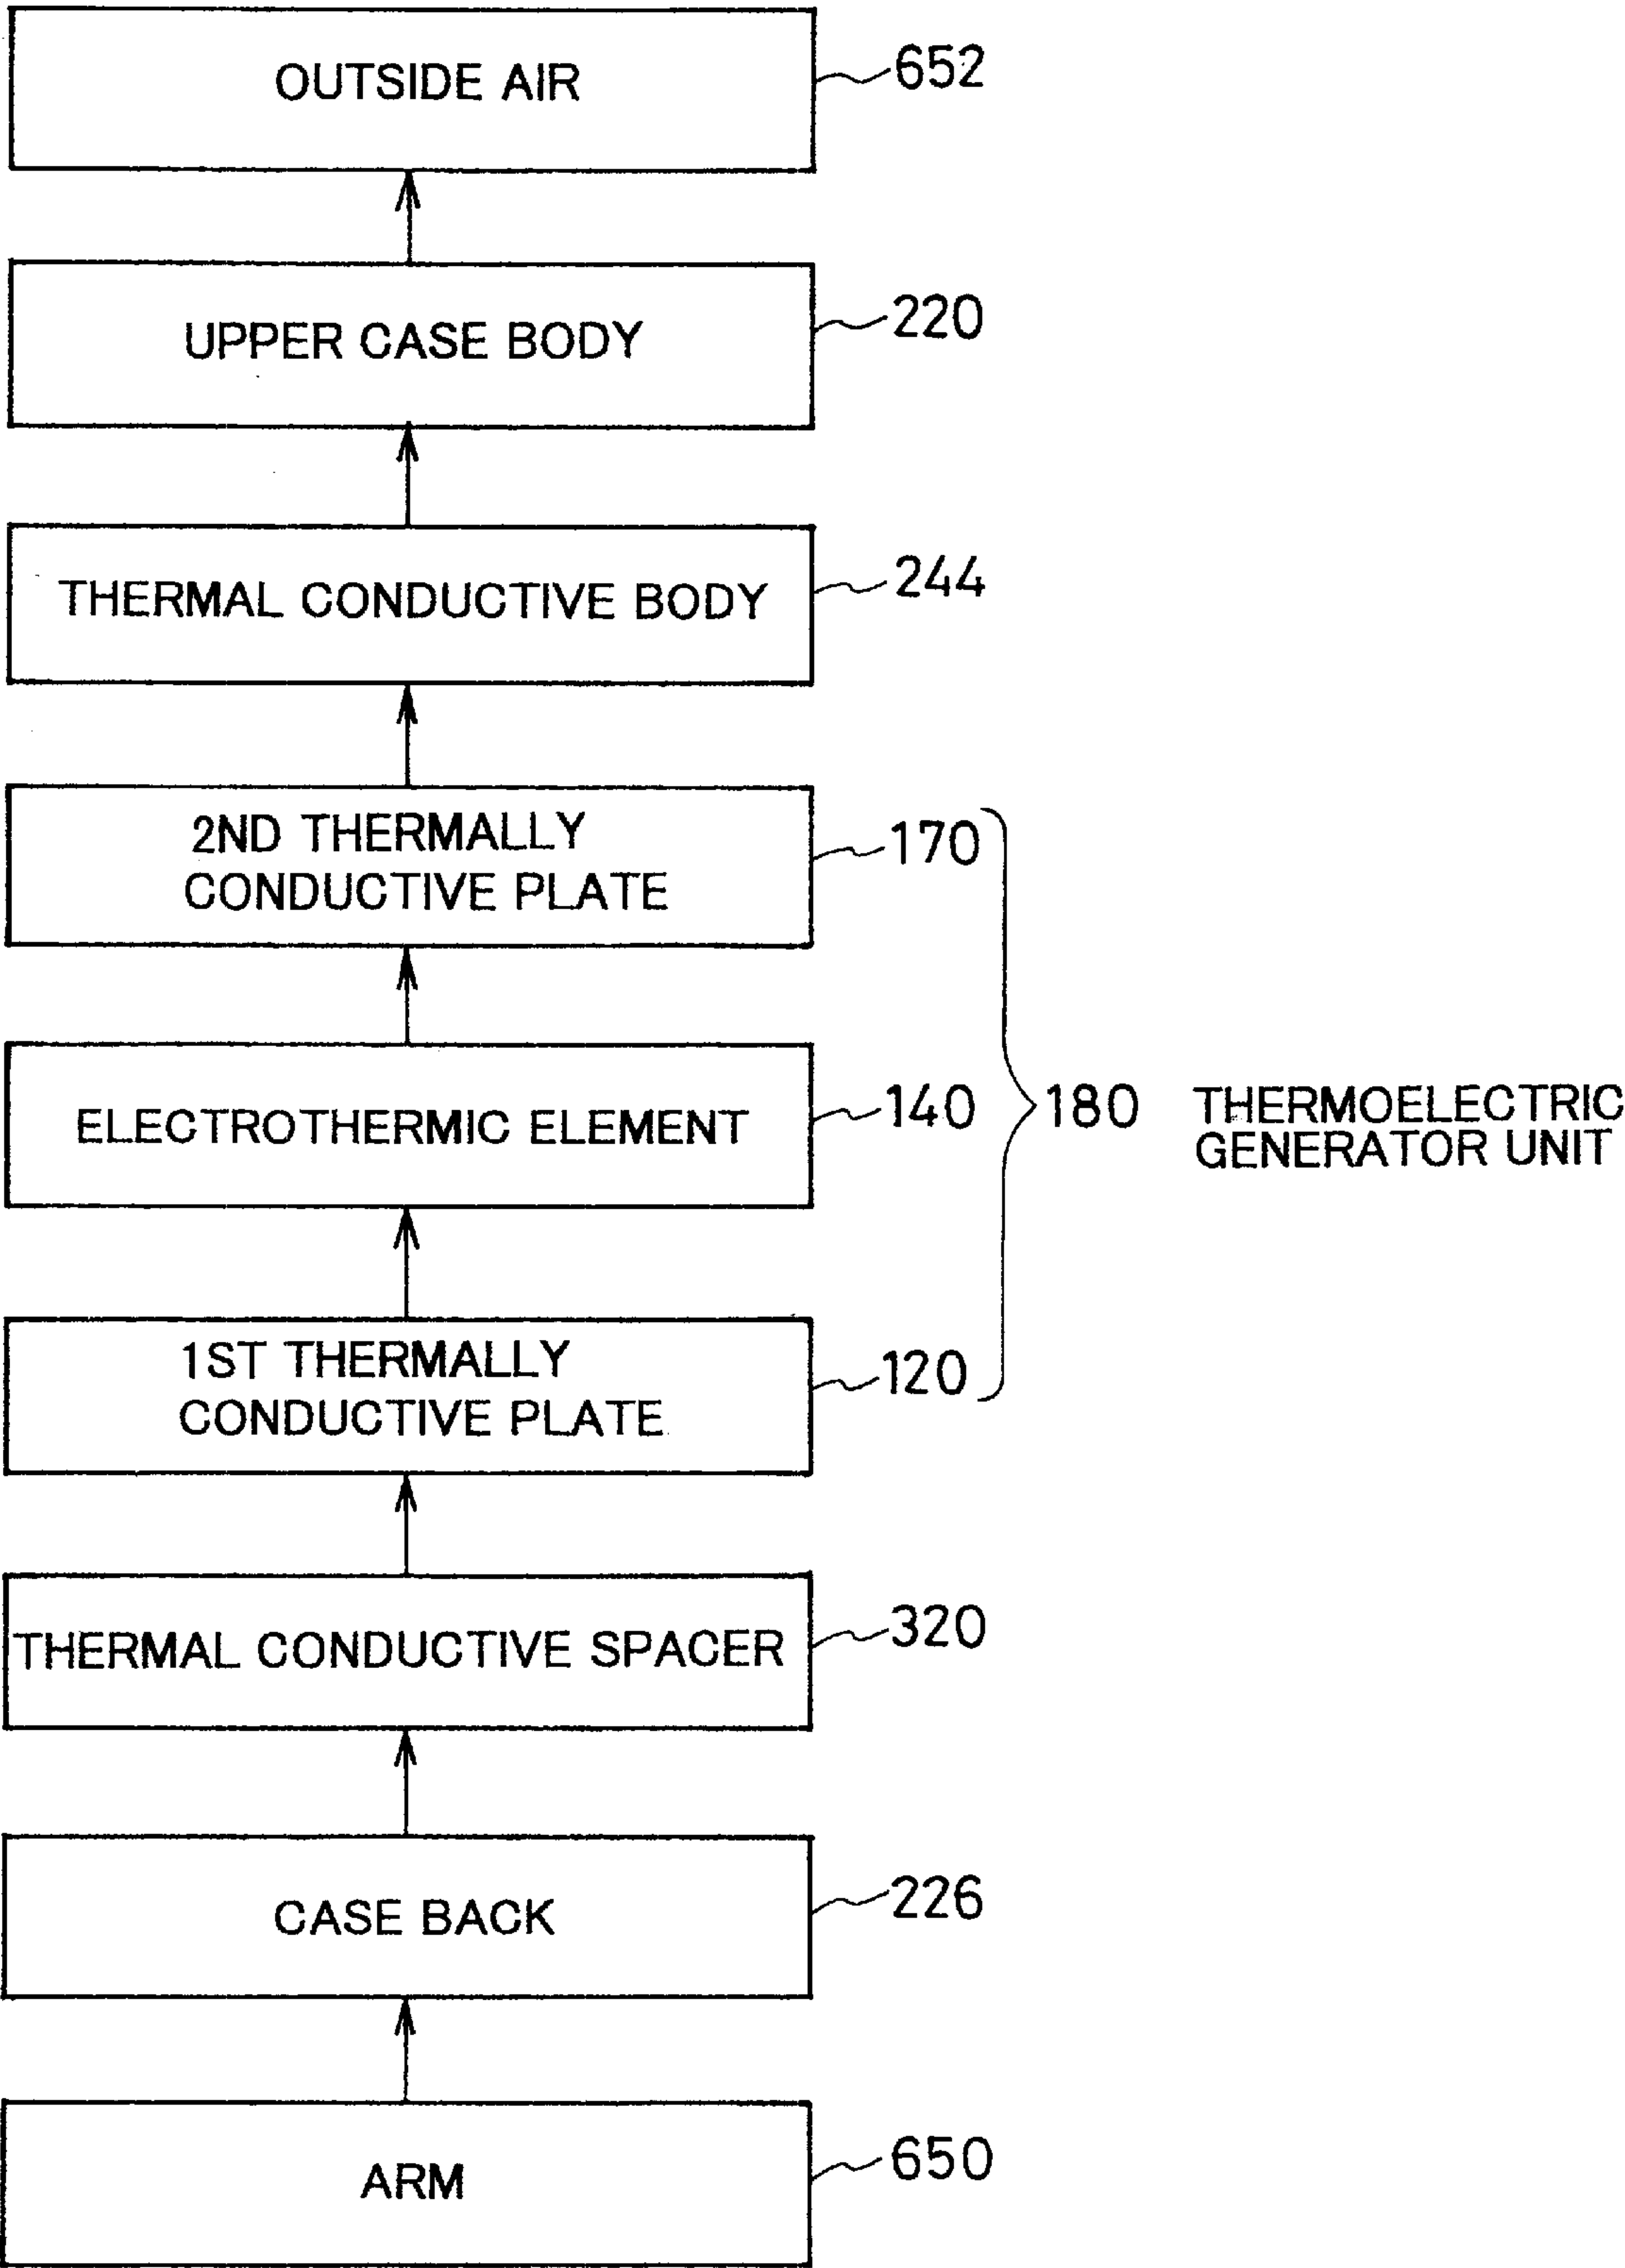 OUTSIDE AIR
652
UPPER CASE BODY
220
THERMAL CONDUCTIVE BODY
244
2ND THERMALLY
CONDUCTIVE PLATE
170
ELECTROTHERMIC ELEMENT
140
180
THERMOELECTRIC
GENERATOR UNIT
1ST THERMALLY
CONDUCTIVE PLATE
120
THERMAL CONDUCTIVE SPACER
320
CASE BACK
226
ARM
650